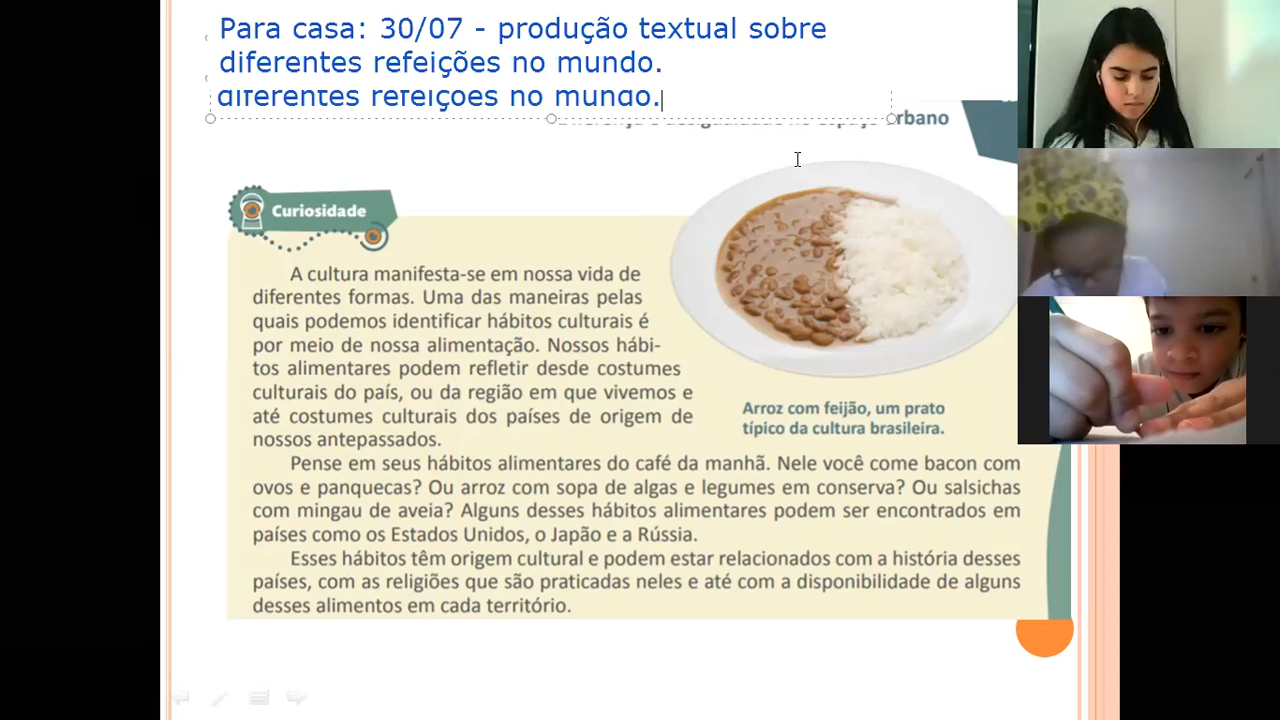 Para casa: 30/07 - produção textual sobre
diferentes refeições no mundo.
diferentes refeições no mundo.
Diferença e desigualdade no espaço urbano
Curiosidade
A cultura manifesta-se em nossa vida de
diferentes formas. Uma das maneiras pelas
quais podemos identificar hábitos culturais é
por meio de nossa alimentação. Nossos hábi-
tos alimentares podem refletir desde costumes
culturais do país, ou da região em que vivemos e
até costumes culturais dos países de origem de
nossos antepassados.
Arroz com feijão, um prato
típico da cultura brasileira.
Pense em seus hábitos alimentares do café da manhã. Nele você come bacon com
ovos e panquecas? Ou arroz com sopa de algas e legumes em conserva? Ou salsichas
com mingau de aveia? Alguns desses hábitos alimentares podem ser encontrados em
países como os Estados Unidos, o Japão e a Rússia.
Esses hábitos têm origem cultural e podem estar relacionados com a história desses
países, com as religiões que são praticadas neles e até com a disponibilidade de alguns
desses alimentos em cada território.